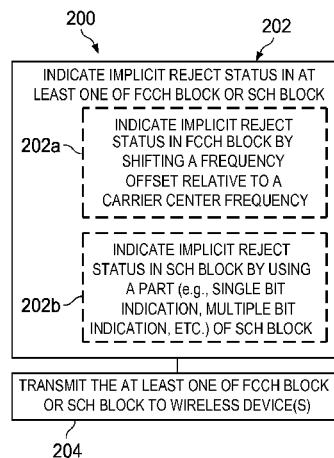 200
202
INDICATE IMPLICIT REJECT STATUS IN AT
LEAST ONE OF FCCH BLOCK OR SCH BLOCK
202a
INDICATE IMPLICIT REJECT
STATUS IN FCCH BLOCK BY
SHIFTING A FREQUENCY
OFFSET RELATIVE TO A
CARRIER CENTER FREQUENCY
202b
INDICATE IMPLICIT REJECT
STATUS IN SCH BLOCK BY USING
A PART (e.g., SINGLE BIT
INDICATION, MULTIPLE BIT
INDICATION, ETC.) OF SCH BLOCK
TRANSMIT THE AT LEAST ONE OF FCCH BLOCK
OR SCH BLOCK TO WIRELESS DEVICE(S)
204